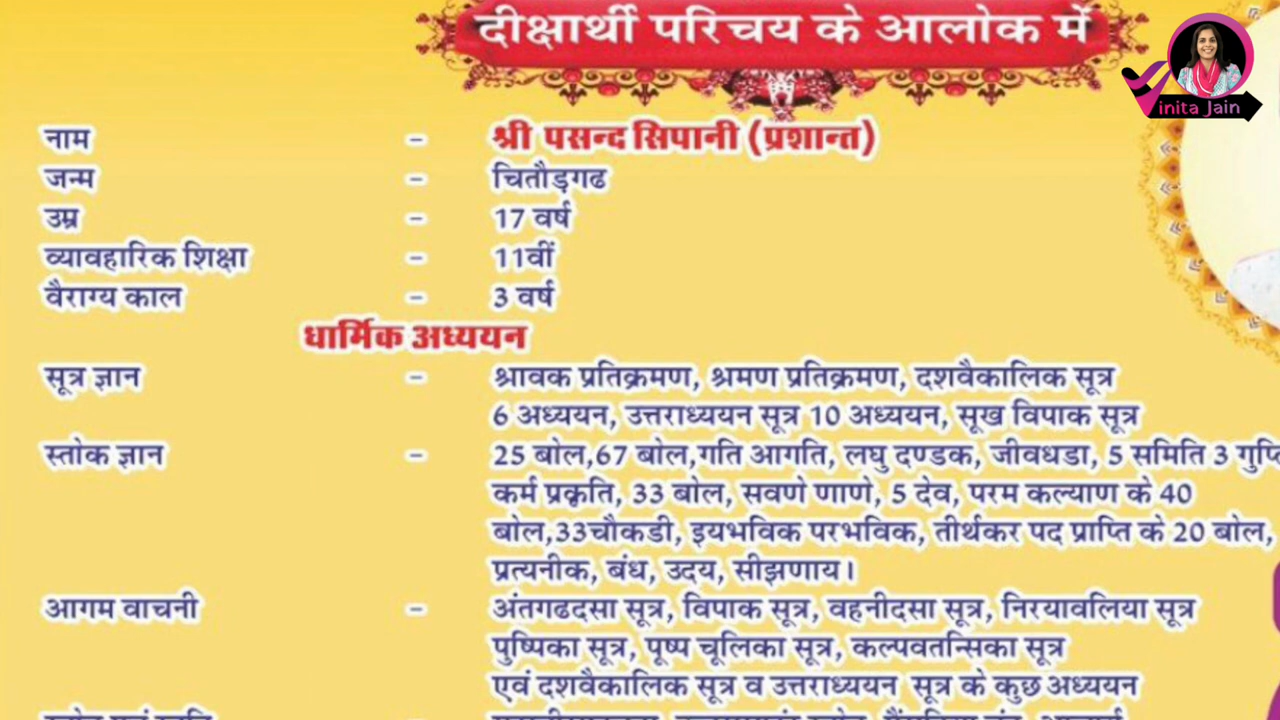 दीक्षार्थी परिचय के आलोक में
inita Jain
नाम - श्री पसन्द सिपानी (प्रशान्त)
जन्म - चितौड़गढ
उम्र - 17 वर्ष
व्यावहारिक शिक्षा - 11वीं
वैराग्य काल - 3 वर्ष
धार्मिक अध्ययन
सूत्र ज्ञान - श्रावक प्रतिक्रमण, श्रमण प्रतिक्रमण, दशवैकालिक सूत्र
6 अध्ययन, उत्तराध्ययन सूत्र 10 अध्ययन, सूख विपाक सूत्र
स्तोक ज्ञान - 25 बोल,67 बोल,गति आगति, लघु दण्डक, जीवधडा, 5 समिति 3
कर्म प्रकृति, 33 बोल, सवणे णाणे, 5 देव, परम कल्याण के 40
बोल,33चौकडी, इयभविक परभविक, तीर्थकर पद प्राप्ति के 20 बोल,
प्रत्यनीक, बंध, उदय, सीझणाय।
आगम वाचनी - अंतगढदसा सूत्र, विपाक सूत्र, वहनीदसा सूत्र, निरयावलिया सूत्र
पुष्पिका सूत्र, पूष्प चूलिका सूत्र, कल्पवतन्सिका सूत्र
एवं दशवैकालिक सूत्र व उत्तराध्ययन सूत्र के कुछ अध्ययन